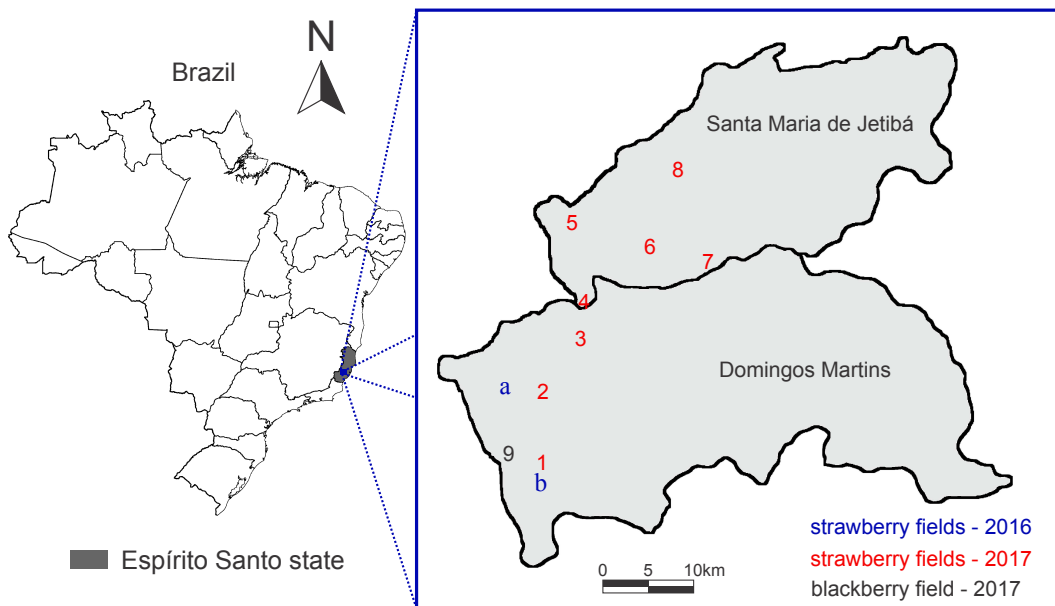 N
Brazil
Santa Maria de Jetibá
8
5
6
7
4
3
Domingos Martins
a
2
9
1
b
strawberry fields - 2016
Espírito Santo state
strawberry fields - 2017
0 5 10km
blackberry field - 2017